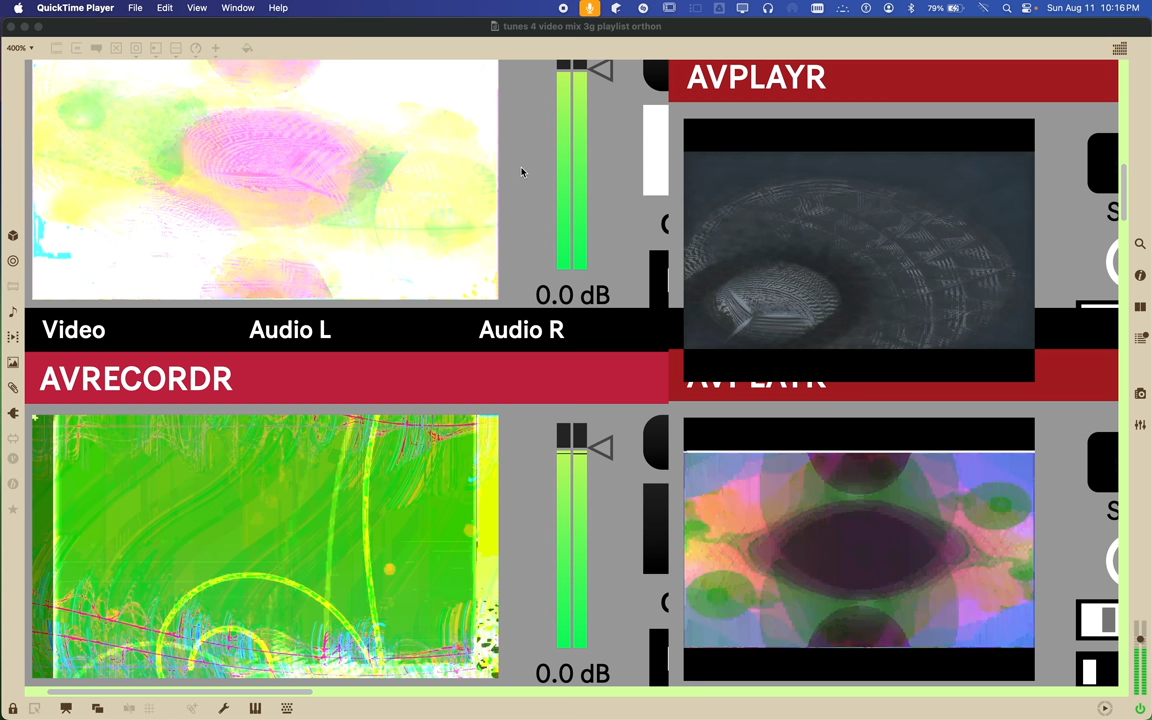 QuickTime Player File Edit View Window Help
79% Sun Aug 11 10:16 PM
tunes 4 video mix 3g playlist orthon
400%
AVPLAYR
0.0 dB
Video Audio L Audio R
AVRECORDR
0.0 dB